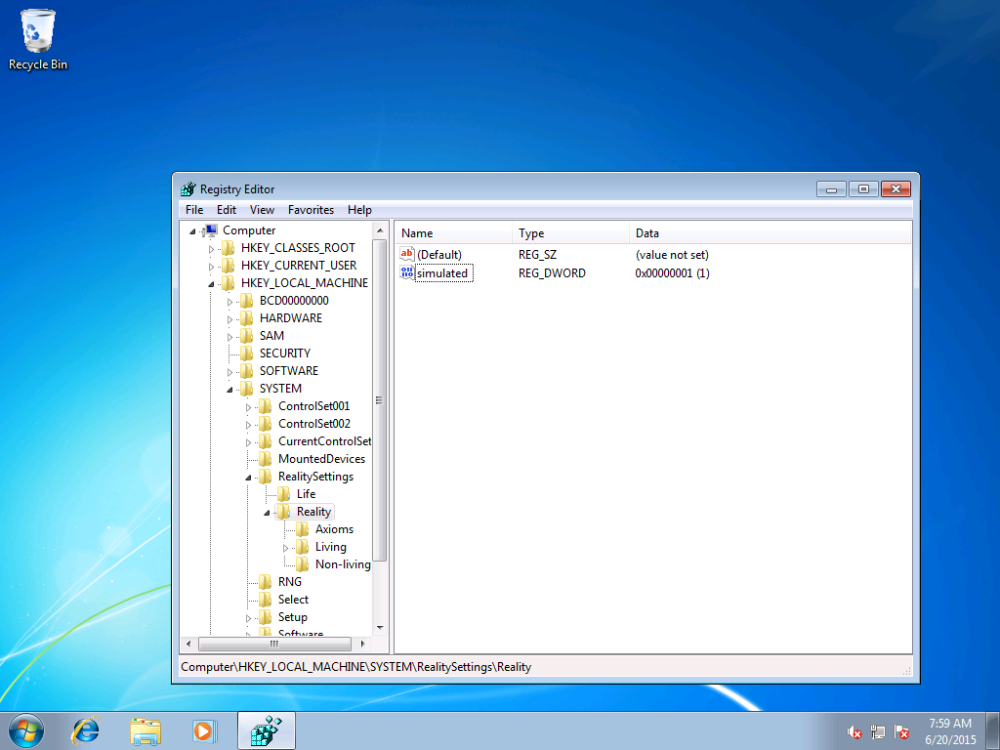 Recycle Bin
Registry Editor
File Edit View Favorites Help
Computer
HKEY_CLASSES_ROOT
HKEY_CURRENT_USER
HKEY_LOCAL_MACHINE
BCD00000000
HARDWARE
SAM
SECURITY
SOFTWARE
SYSTEM
ControlSet001
ControlSet002
CurrentControlSet
MountedDevices
RealitySettings
Life
Reality
Axioms
Living
Non-living
RNG
Select
Setup
Software
Name Type Data
(Default) REG_SZ (value not set)
simulated REG_DWORD 0x00000001 (1)
Computer\HKEY_LOCAL_MACHINE\SYSTEM\RealitySettings\Reality
7:59 AM
6/20/2015